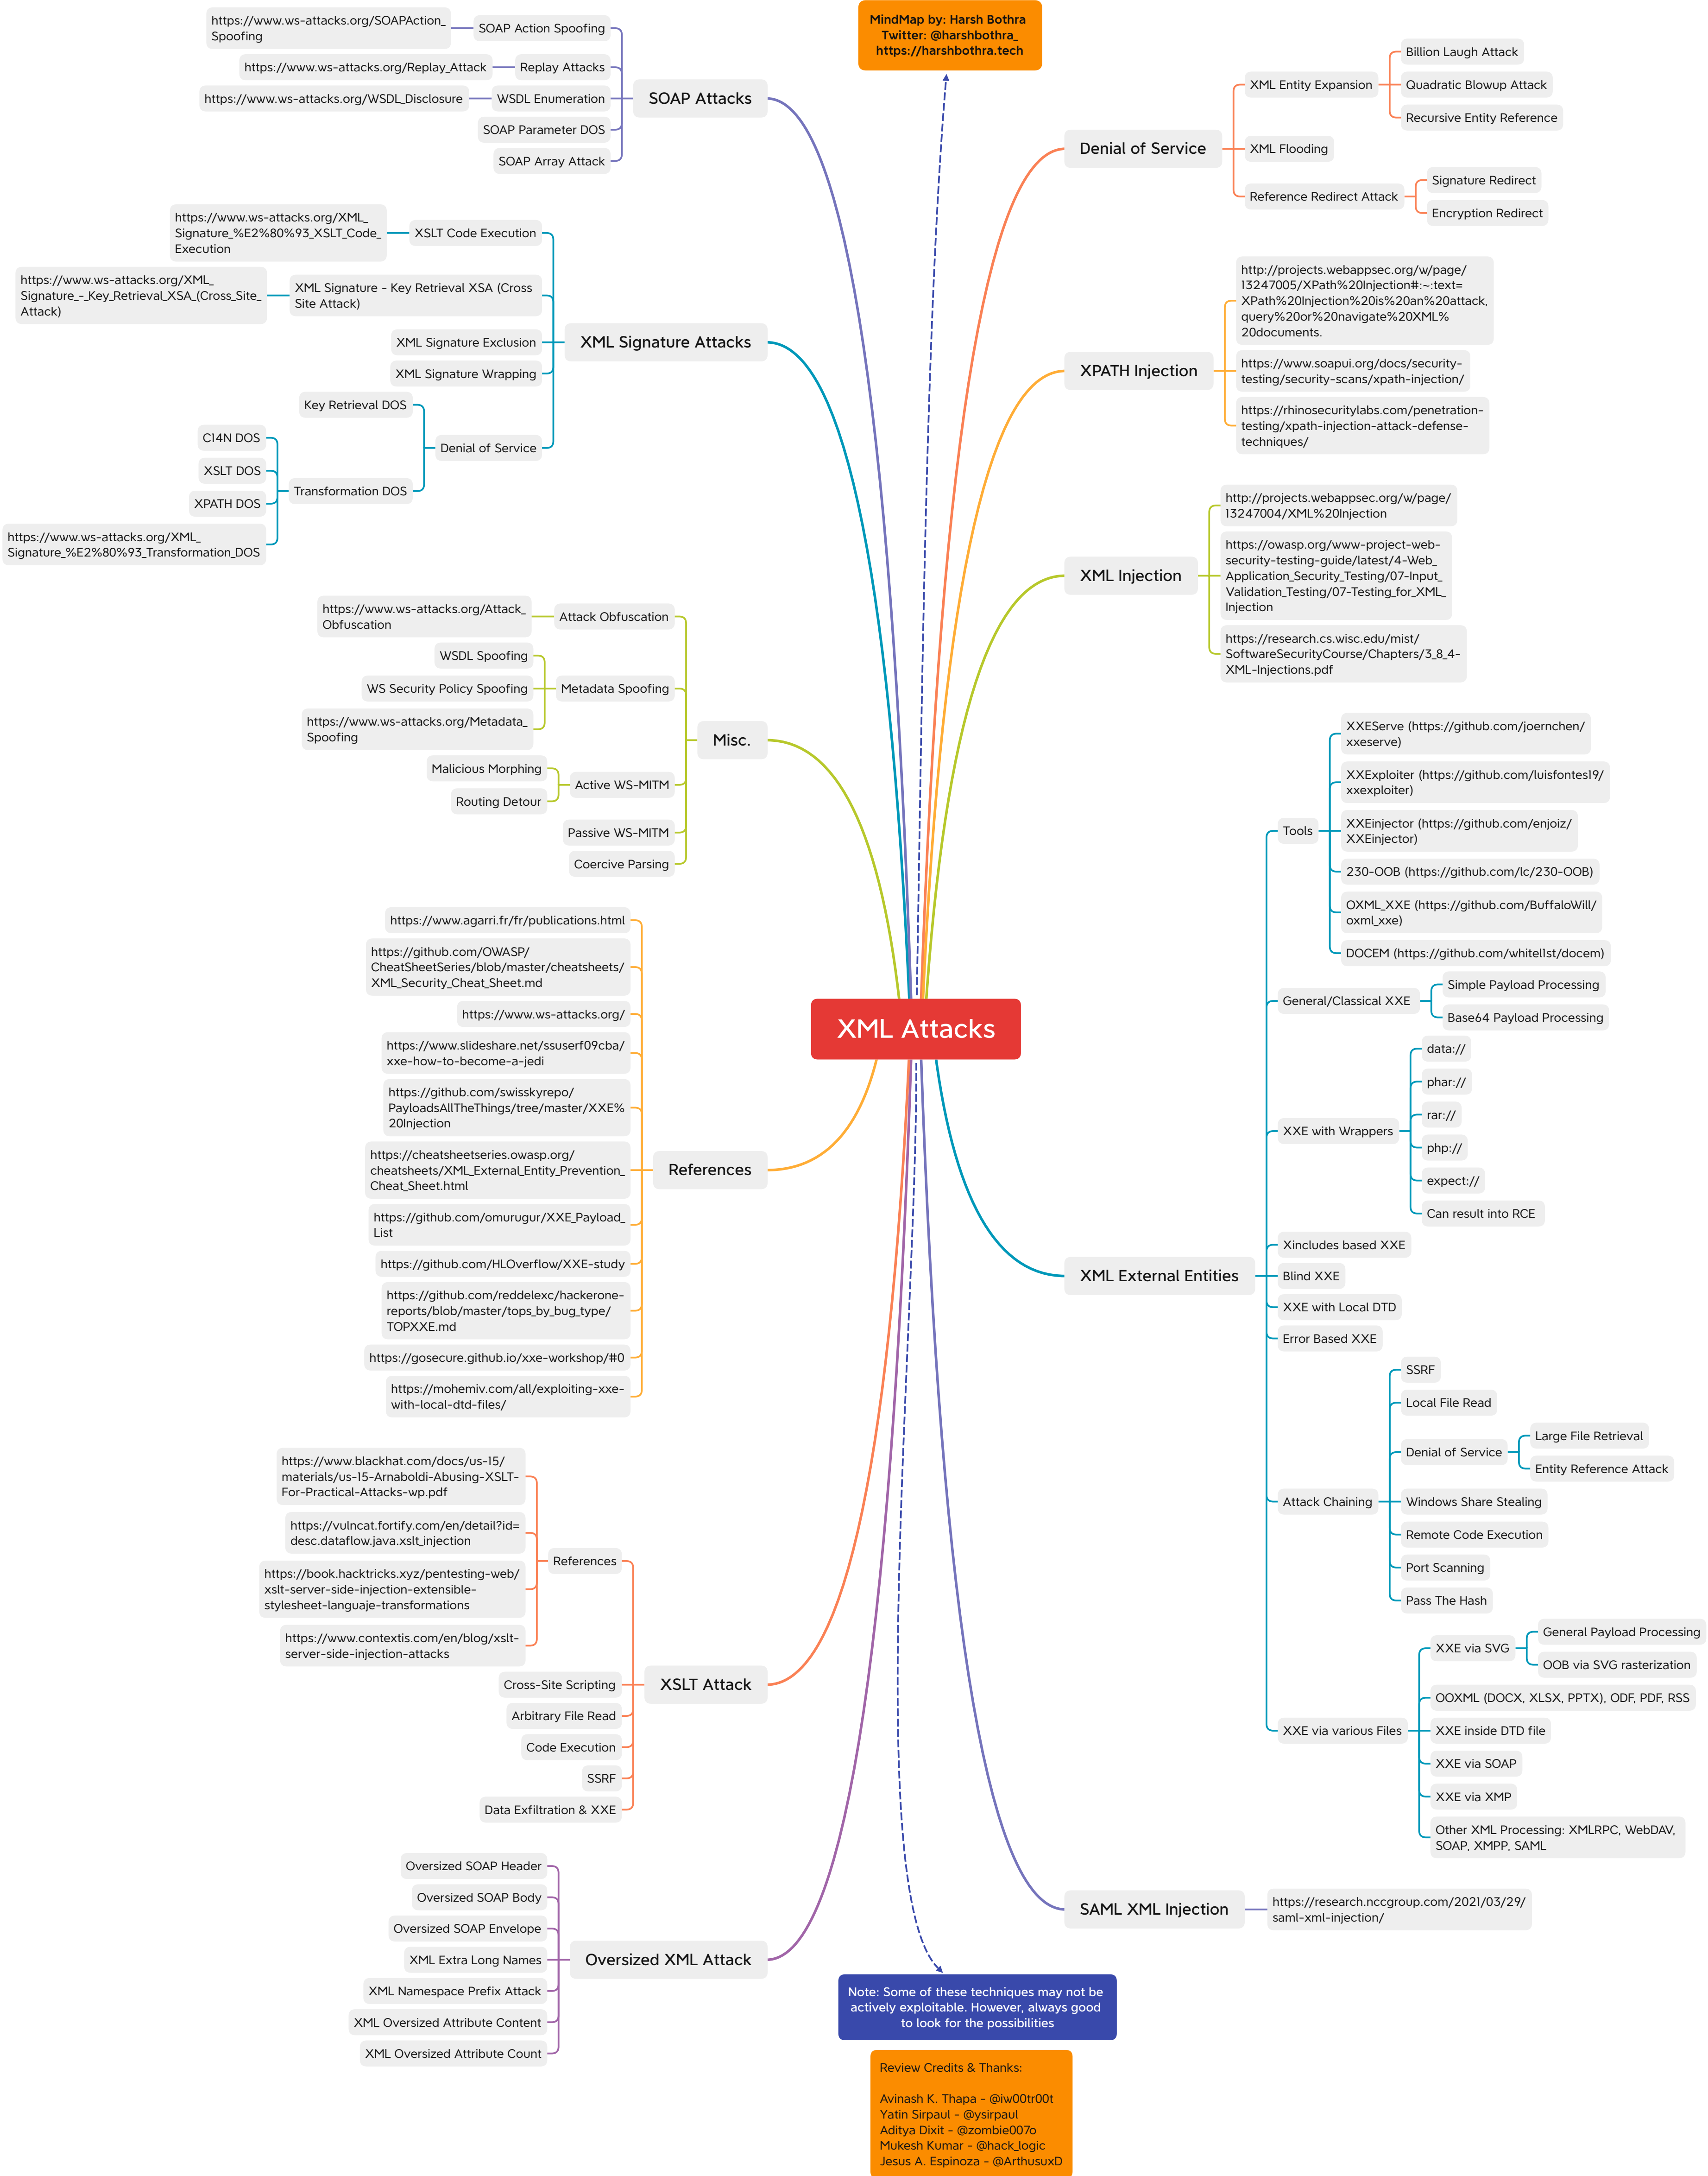 MindMap by: Harsh Bothra
Twitter: @harshbothra_
https://harshbothra.tech
XML Attacks
SOAP Attacks
SOAP Action Spoofing
https://www.ws-attacks.org/SOAPAction_
Spoofing
Replay Attacks
https://www.ws-attacks.org/Replay_Attack
WSDL Enumeration
https://www.ws-attacks.org/WSDL_Disclosure
SOAP Parameter DOS
SOAP Array Attack
XML Signature Attacks
XSLT Code Execution
https://www.ws-attacks.org/XML_
Signature_%E2%80%93_XSLT_Code_
Execution
XML Signature - Key Retrieval XSA (Cross
Site Attack)
https://www.ws-attacks.org/XML_
Signature_-_Key_Retrieval_XSA_(Cross_Site_
Attack)
XML Signature Exclusion
XML Signature Wrapping
Denial of Service
Key Retrieval DOS
Transformation DOS
C14N DOS
XSLT DOS
XPATH DOS
https://www.ws-attacks.org/XML_
Signature_%E2%80%93_Transformation_DOS
Misc.
Attack Obfuscation
https://www.ws-attacks.org/Attack_
Obfuscation
Metadata Spoofing
WSDL Spoofing
WS Security Policy Spoofing
https://www.ws-attacks.org/Metadata_
Spoofing
Active WS-MITM
Malicious Morphing
Routing Detour
Passive WS-MITM
Coercive Parsing
References
https://www.agarri.fr/fr/publications.html
https://github.com/OWASP/
CheatSheetSeries/blob/master/cheatsheets/
XML_Security_Cheat_Sheet.md
https://www.ws-attacks.org/
https://www.slideshare.net/ssuserf09cba/
xxe-how-to-become-a-jedi
https://github.com/swisskyrepo/
PayloadsAllTheThings/tree/master/XXE%
20Injection
https://cheatsheetseries.owasp.org/
cheatsheets/XML_External_Entity_Prevention_
Cheat_Sheet.html
https://github.com/omurugur/XXE_Payload_
List
https://github.com/HLOverflow/XXE-study
https://github.com/reddelexc/hackerone-
reports/blob/master/tops_by_bug_type/
TOPXXE.md
https://gosecure.github.io/xxe-workshop/#0
https://mohemiv.com/all/exploiting-xxe-
with-local-dtd-files/
XSLT Attack
References
https://www.blackhat.com/docs/us-15/
materials/us-15-Arnaboldi-Abusing-XSLT-
For-Practical-Attacks-wp.pdf
https://vulncat.fortify.com/en/detail?id=
desc.dataflow.java.xslt_injection
https://book.hacktricks.xyz/pentesting-web/
xslt-server-side-injection-extensible-
stylesheet-languaje-transformations
https://www.contextis.com/en/blog/xslt-
server-side-injection-attacks
Cross-Site Scripting
Arbitrary File Read
Code Execution
SSRF
Data Exfiltration & XXE
Oversized XML Attack
Oversized SOAP Header
Oversized SOAP Body
Oversized SOAP Envelope
XML Extra Long Names
XML Namespace Prefix Attack
XML Oversized Attribute Content
XML Oversized Attribute Count
Denial of Service
XML Entity Expansion
Billion Laugh Attack
Quadratic Blowup Attack
Recursive Entity Reference
XML Flooding
Reference Redirect Attack
Signature Redirect
Encryption Redirect
XPATH Injection
http://projects.webappsec.org/w/page/
13247005/XPath%20Injection#:~:text=
XPath%20Injection%20is%20an%20attack,
query%20or%20navigate%20XML%
20documents.
https://www.soapui.org/docs/security-
testing/security-scans/xpath-injection/
https://rhinosecuritylabs.com/penetration-
testing/xpath-injection-attack-defense-
techniques/
XML Injection
http://projects.webappsec.org/w/page/
13247004/XML%20Injection
https://owasp.org/www-project-web-
security-testing-guide/latest/4-Web_
Application_Security_Testing/07-Input_
Validation_Testing/07-Testing_for_XML_
Injection
https://research.cs.wisc.edu/mist/
SoftwareSecurityCourse/Chapters/3_8_4-
XML-Injections.pdf
XML External Entities
Tools
XXEServe (https://github.com/joernchen/
xxeserve)
XXExploiter (https://github.com/luisfontes19/
xxexploiter)
XXEinjector (https://github.com/enjoiz/
XXEinjector)
230-OOB (https://github.com/lc/230-OOB)
OXML_XXE (https://github.com/BuffaloWill/
oxml_xxe)
DOCEM (https://github.com/whitel1st/docem)
General/Classical XXE
Simple Payload Processing
Base64 Payload Processing
XXE with Wrappers
data://
phar://
rar://
php://
expect://
Can result into RCE
Xincludes based XXE
Blind XXE
XXE with Local DTD
Error Based XXE
Attack Chaining
SSRF
Local File Read
Denial of Service
Large File Retrieval
Entity Reference Attack
Windows Share Stealing
Remote Code Execution
Port Scanning
Pass The Hash
XXE via various Files
XXE via SVG
General Payload Processing
OOB via SVG rasterization
OOXML (DOCX, XLSX, PPTX), ODF, PDF, RSS
XXE inside DTD file
XXE via SOAP
XXE via XMP
Other XML Processing: XMLRPC, WebDAV,
SOAP, XMPP, SAML
SAML XML Injection
https://research.nccgroup.com/2021/03/29/
saml-xml-injection/
Note: Some of these techniques may not be
actively exploitable. However, always good
to look for the possibilities
Review Credits & Thanks:
Avinash K. Thapa - @iw00tr00t
Yatin Sirpaul - @ysirpaul
Aditya Dixit - @zombie007o
Mukesh Kumar - @hack_logic
Jesus A. Espinoza - @ArthusuxD